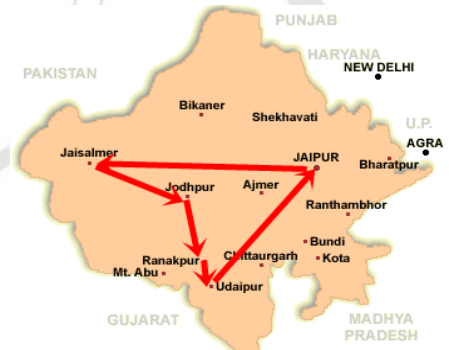 PUNJAB
HARYANA
NEW DELHI
PAKISTAN
Bikaner
Shekhavati
U.P.
AGRA
Jaisalmer
JAIPUR
Bharatpur
Jodhpur
Ajmer
Ranthambhor
Bundi
Ranakpur
Chittaurgarh
Kota
Mt. Abu
Udaipur
GUJARAT
MADHYA
PRADESH